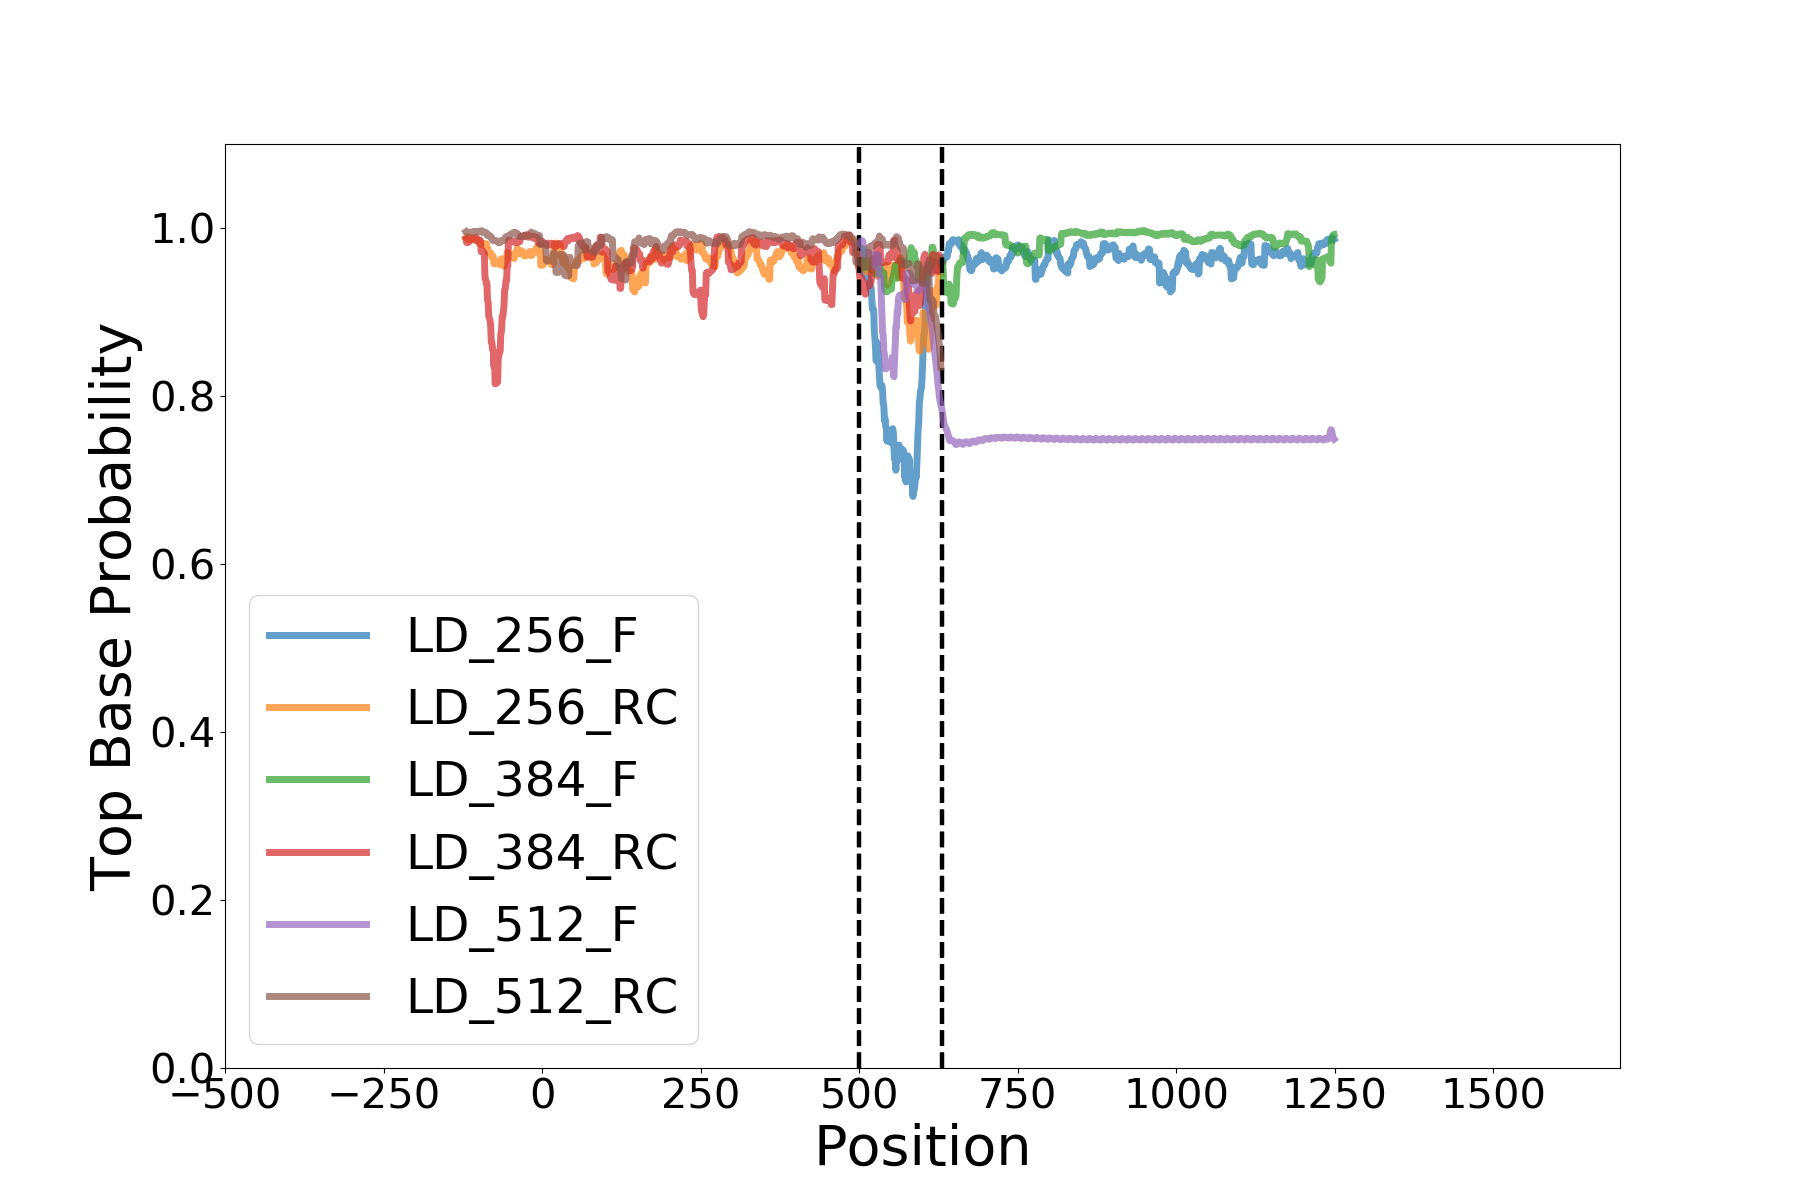 Top Base Probability
1.0
0.8
0.6
0.4
0.2
0.0
LD_256_F
LD_256_RC
LD_384_F
LD_384_RC
LD_512_F
LD_512_RC
−500 −250 0 250 500 750 1000 1250 1500
Position